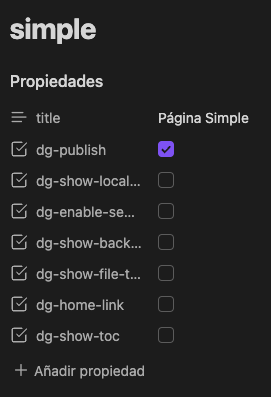 simple
Propiedades
title Página Simple
dg-publish
dg-show-local...
dg-enable-se...
dg-show-back...
dg-show-file-t...
dg-home-link
dg-show-toc
+ Añadir propiedad